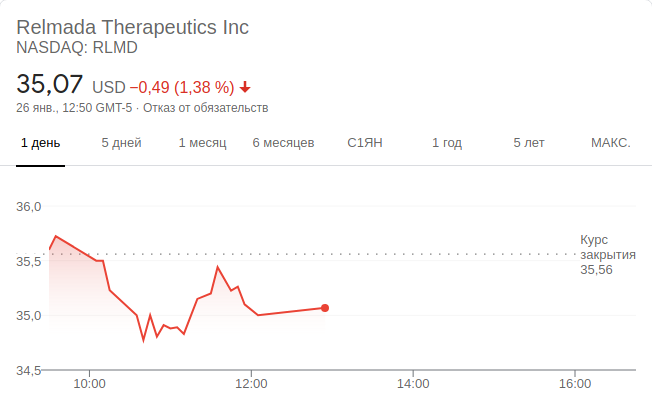 Relmada Therapeutics Inc
NASDAQ: RLMD
35,07 USD −0,49 (1,38 %)
26 янв., 12:50 GMT-5 · Отказ от обязательств
1 день 5 дней 1 месяц 6 месяцев С1ЯН 1 год 5 лет МАКС.
36,0
Курс
35,5 закрытия
35,56
35,0
34,5
10:00 12:00 14:00 16:00